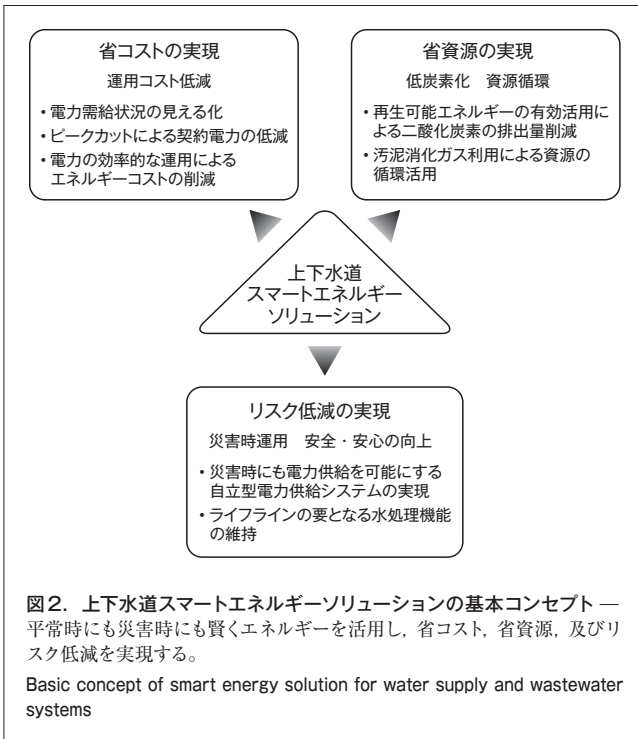 省コストの実現
運用コスト低減
・電力需給状況の見える化
・ピークカットによる契約電力の低減
・電力の効率的な運用による
エネルギーコストの削減
省資源の実現
低炭素化　資源循環
・再生可能エネルギーの有効活用に
よる二酸化炭素の排出量削減
・汚泥消化ガス利用による資源の
循環活用
上下水道
スマートエネルギー
ソリューション
リスク低減の実現
災害時運用　安全・安心の向上
・災害時にも電力供給を可能にする
自立型電力供給システムの実現
・ライフラインの要となる水処理機能
の維持
図2．上下水道スマートエネルギーソリューションの基本コンセプト ―
平常時にも災害時にも賢くエネルギーを活用し，省コスト，省資源，及びリ
スク低減を実現する。
Basic concept of smart energy solution for water supply and wastewater
systems